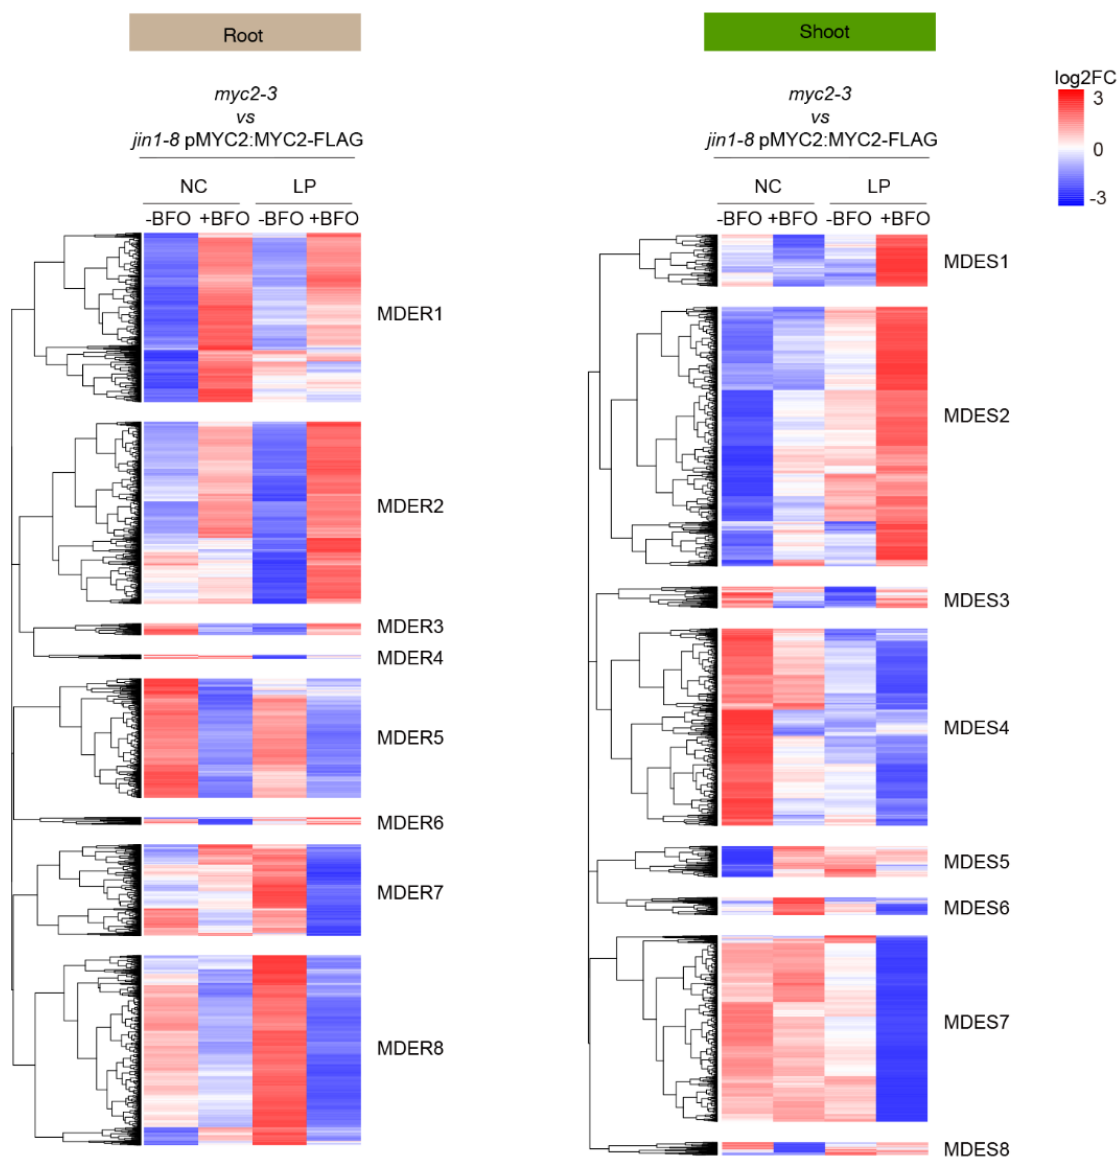 Root
Shoot
myc2-3
vs
jin1-8 pMYC2:MYC2-FLAG
myc2-3
vs
jin1-8 pMYC2:MYC2-FLAG
log2FC
3
0
-3
NC LP
-BFO +BFO -BFO +BFO
NC LP
-BFO +BFO -BFO +BFO
MDER1
MDER2
MDER3
MDER4
MDER5
MDER6
MDER7
MDER8
MDES1
MDES2
MDES3
MDES4
MDES5
MDES6
MDES7
MDES8